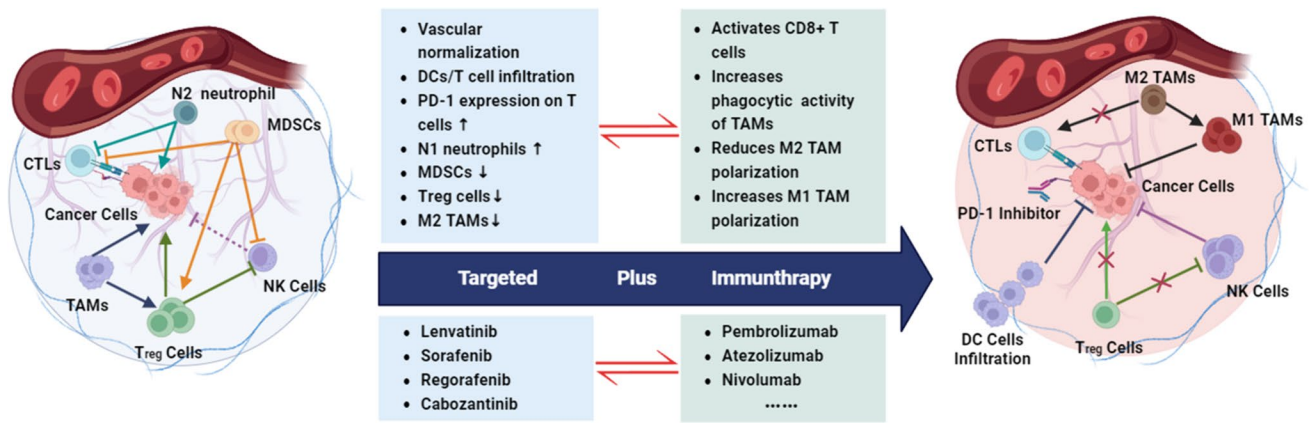 N2 neutrophil
MDSCs
CTLs
Cancer Cells
TAMs
NK Cells
Treg Cells
• Vascular
normalization
• DCs/T cell infiltration
• PD-1 expression on T
cells ↑
• N1 neutrophils ↑
• MDSCs ↓
• Treg cells↓
• M2 TAMs↓
• Activates CD8+ T
cells
• Increases
phagocytic activity
of TAMs
• Reduces M2 TAM
polarization
• Increases M1 TAM
polarization
Targeted Plus Immunthrapy
• Lenvatinib
• Sorafenib
• Regorafenib
• Cabozantinib
• Pembrolizumab
• Atezolizumab
• Nivolumab
······
M2 TAMs
M1 TAMs
CTLs
Cancer Cells
PD-1 Inhibitor
NK Cells
DC Cells
Infiltration
Treg Cells